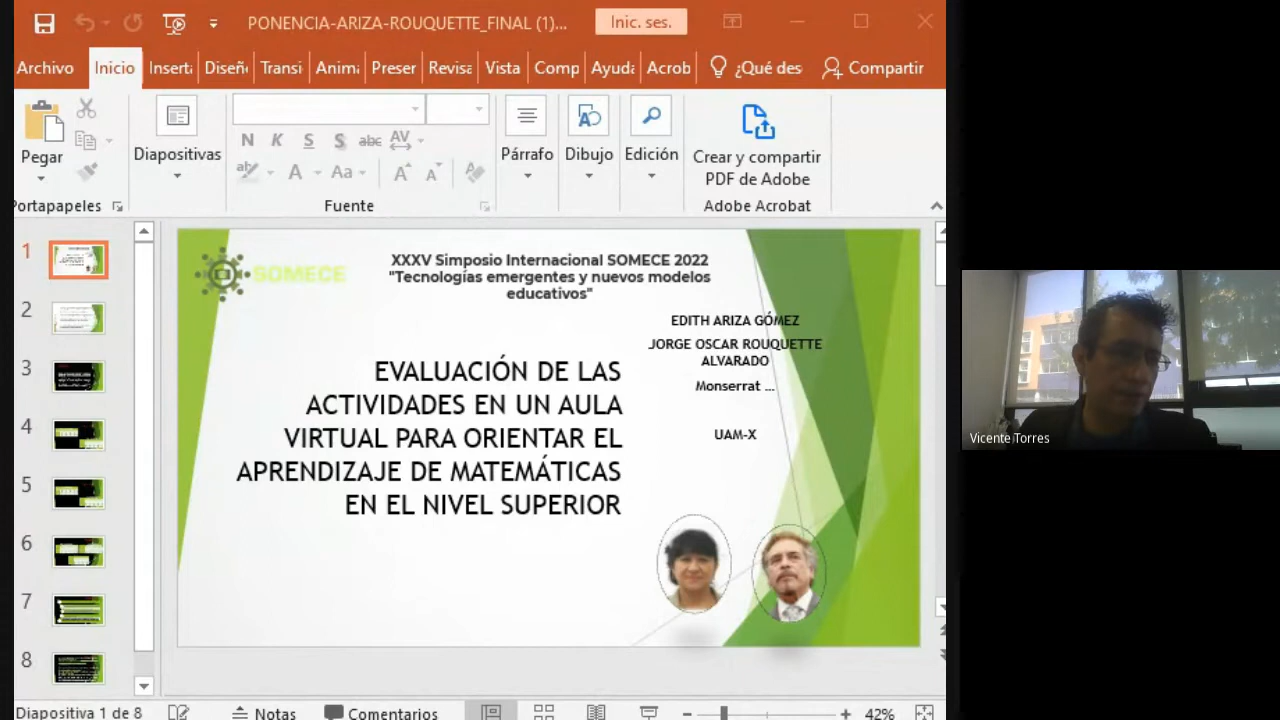 PONENCIA-ARIZA-ROUQUETTE_FINAL (1)...
Inic. ses.
Archivo
Inicio
Insert
Diseñ
Transi
Anima
Preser
Revisa
Vista
Comp
Ayuda
Acrob
¿Qué des
Compartir
Pegar
Diapositivas
N K S S abc AV
A Aa A A
Párrafo
Dibujo
Edición
Crear y compartir
PDF de Adobe
Portapapeles
Fuente
Adobe Acrobat
1
2
3
4
5
6
7
8
SOMECE
XXXV Simposio Internacional SOMECE 2022
"Tecnologías emergentes y nuevos modelos
educativos"
EDITH ARIZA GÓMEZ
JORGE OSCAR ROUQUETTE
ALVARADO
Monserrat ...
UAM-X
EVALUACIÓN DE LAS
ACTIVIDADES EN UN AULA
VIRTUAL PARA ORIENTAR EL
APRENDIZAJE DE MATEMÁTICAS
EN EL NIVEL SUPERIOR
Vicente Torres
Diapositiva 1 de 8
Notas
Comentarios
42%